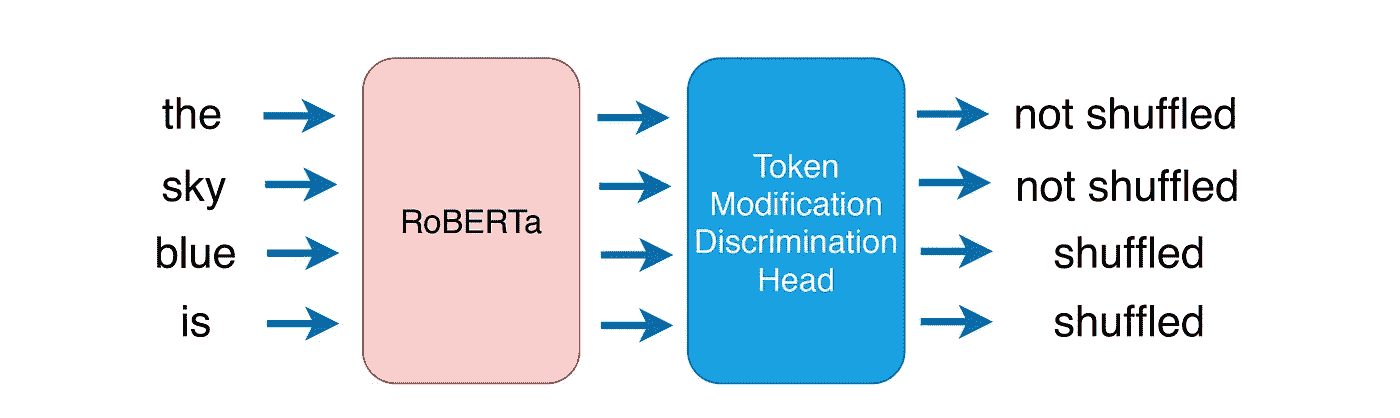 the
sky
blue
is
RoBERTa
Token
Modification
Discrimination
Head
not shuffled
not shuffled
shuffled
shuffled